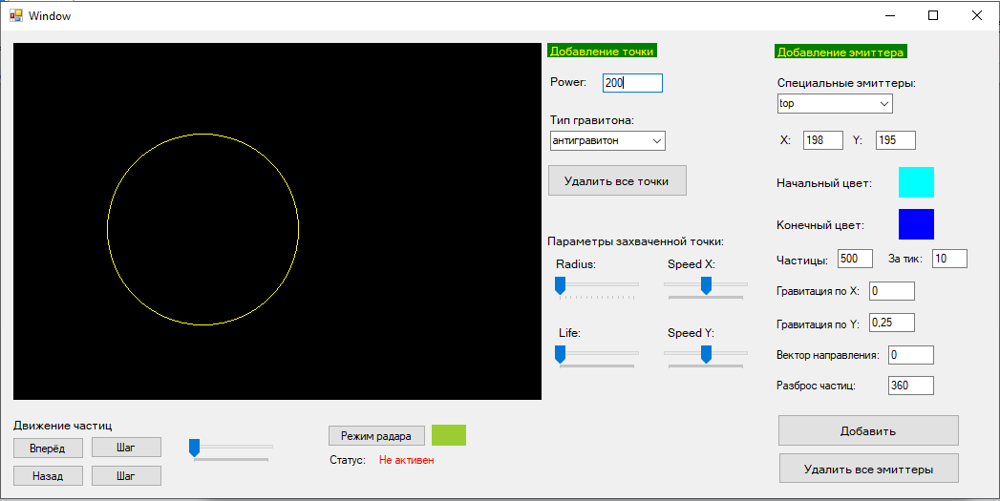 Window
Добавление точки
Power: 200
Тип гравитона:
антигравитон
Удалить все точки
Параметры захваченной точки:
Radius: Speed X:
Life: Speed Y:
Добавление эмиттера
Специальные эмиттеры:
top
X: 198 Y: 195
Начальный цвет:
Конечный цвет:
Частицы: 500 За тик: 10
Гравитация по X: 0
Гравитация по Y: 0,25
Вектор направления: 0
Разброс частиц: 360
Добавить
Удалить все эмиттеры
Движение частиц
Вперёд Шаг
Назад Шаг
Режим радара
Статус: Не активен